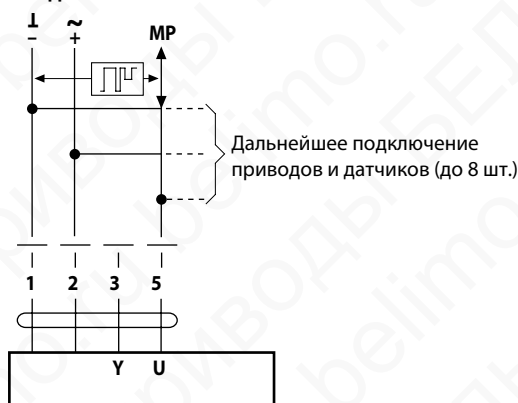 ⊥ ~
– + MP
Дальнейшее подключение
приводов и датчиков (до 8 шт.)
1 2 3 5
Y U